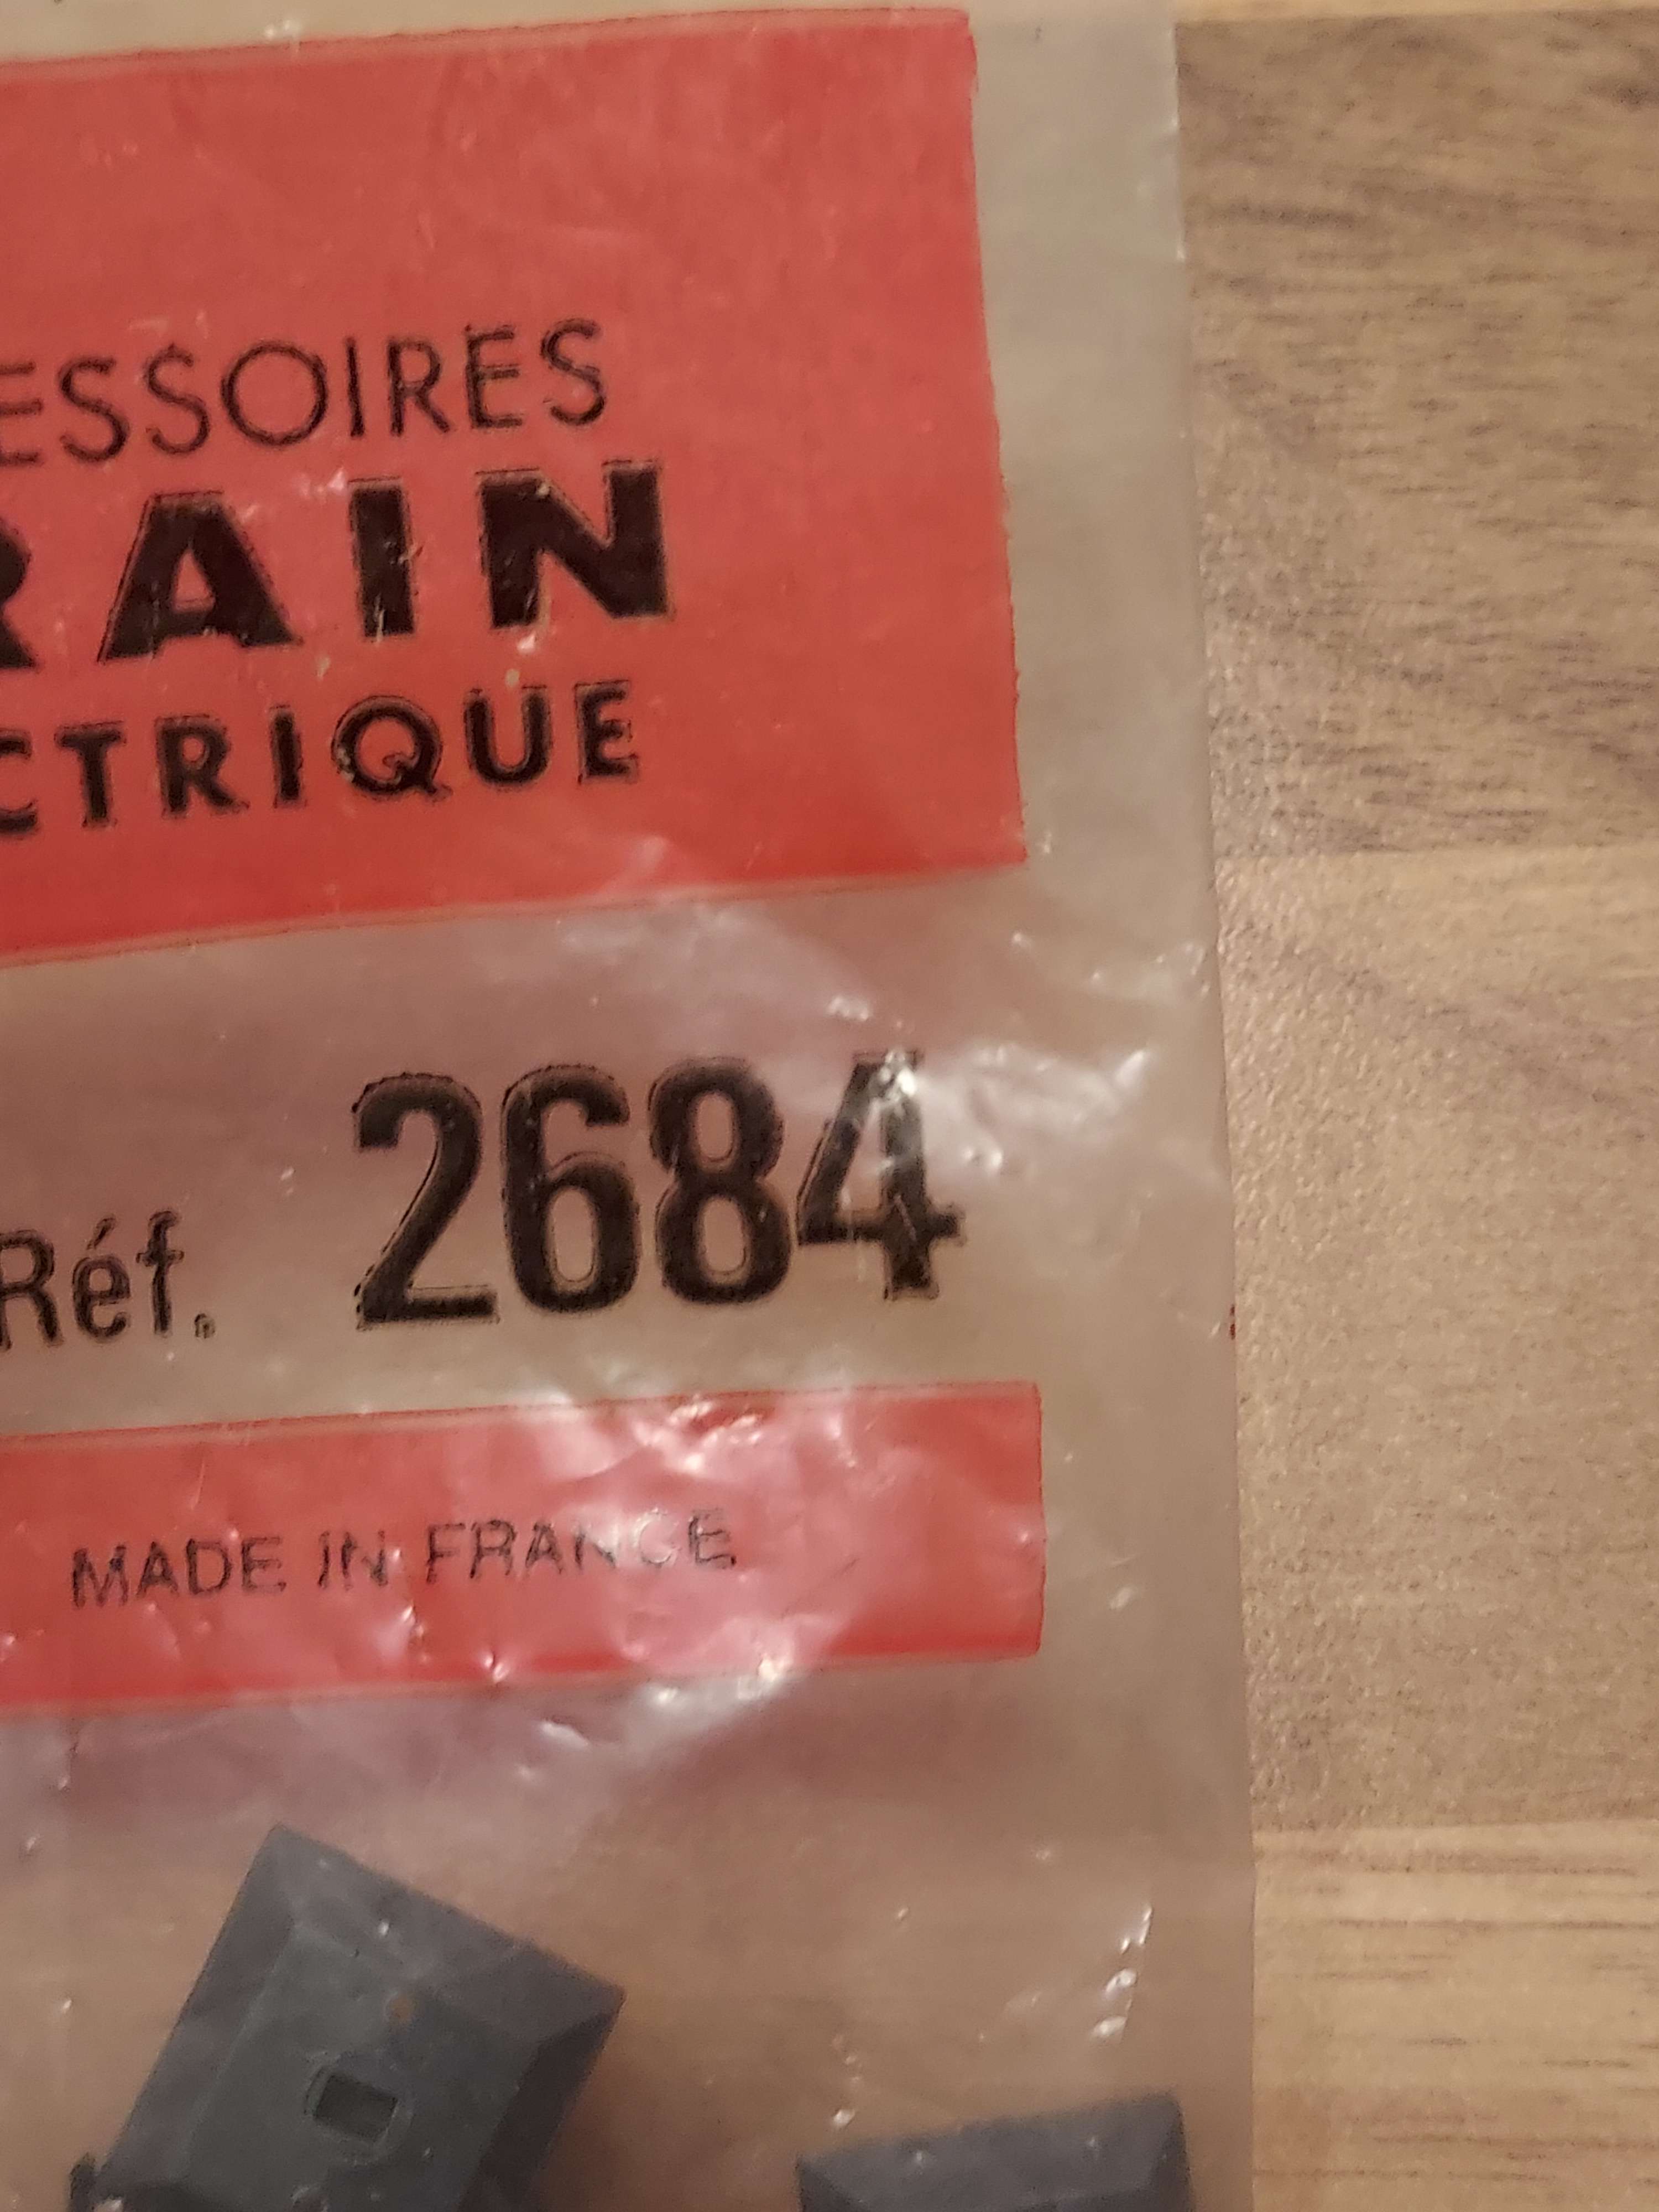 ESSOIRES
RAIN
CTRIQUE
Réf. 2684
MADE IN FRANCE